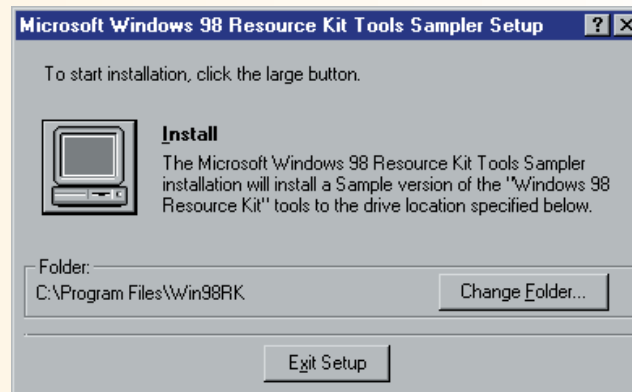 Microsoft Windows 98 Resource Kit Tools Sampler Setup
To start installation, click the large button.
Install
The Microsoft Windows 98 Resource Kit Tools Sampler
installation will install a Sample version of the "Windows 98
Resource Kit" tools to the drive location specified below.
Folder:
C:\Program Files\Win98RK
Change Folder...
Exit Setup